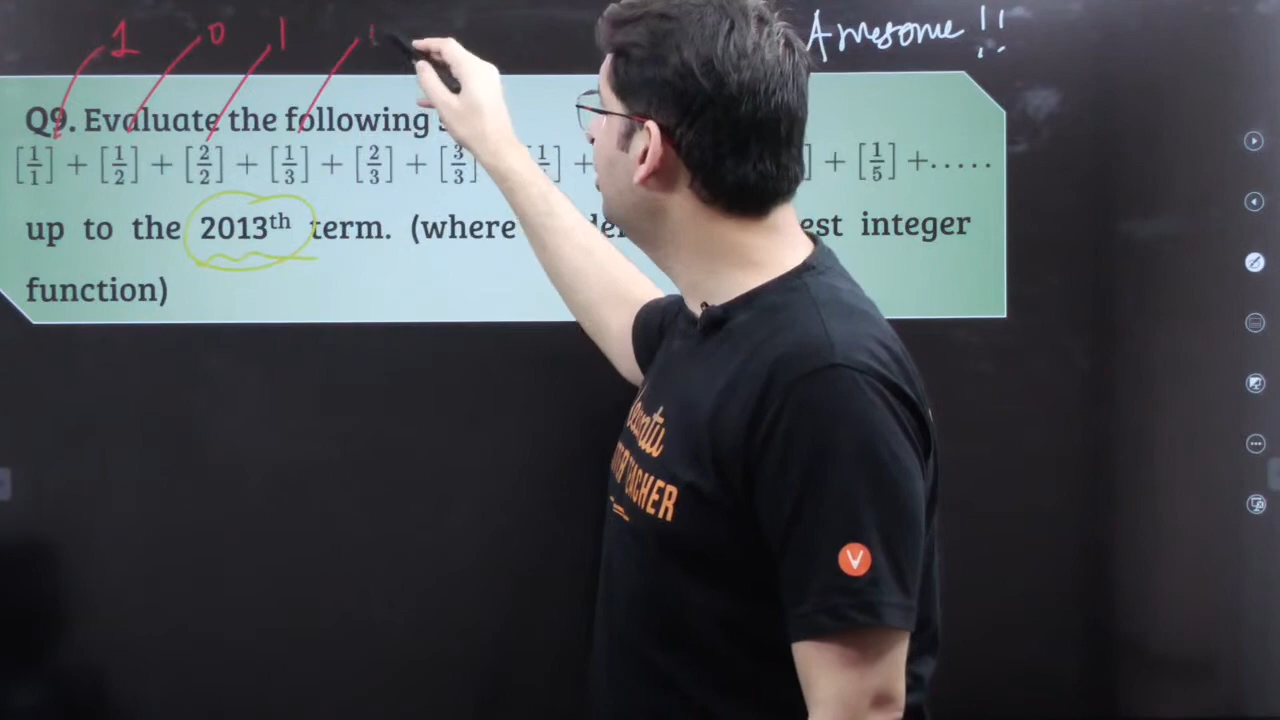 1 0 1
Awesome !!
Q9. Evaluate the following
[1/1] + [1/2] + [2/2] + [1/3] + [2/3] + [3/3] + ] + [1/5] +.....
up to the 2013th term. (where integer
function)
TEACHER
V